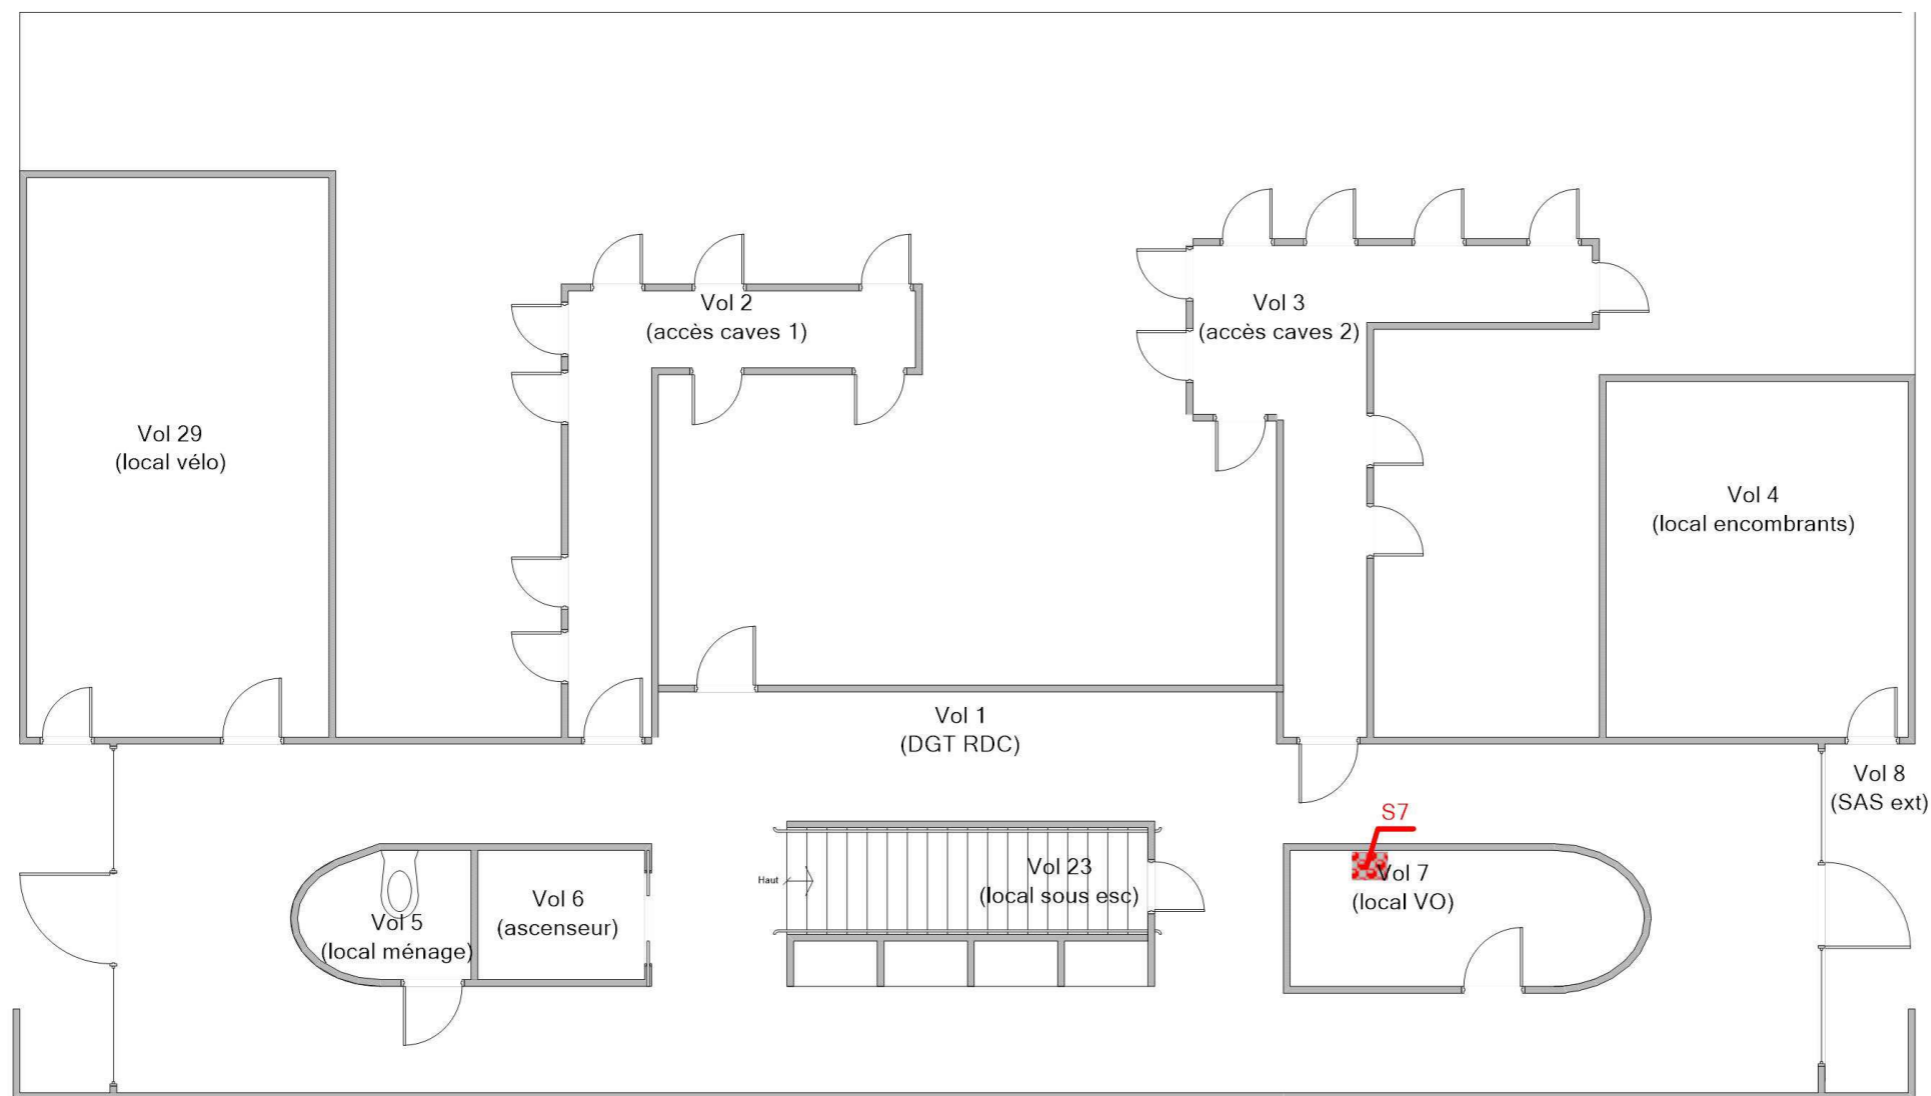 Vol 2
(accès caves 1)
Vol 3
(accès caves 2)
Vol 29
(local vélo)
Vol 4
(local encombrants)
Vol 1
(DGT RDC)
Vol 8
(SAS ext)
S7
Vol 23
(local sous esc)
Haut
Vol 7
(local VO)
Vol 6
(ascenseur)
Vol 5
(local ménage)